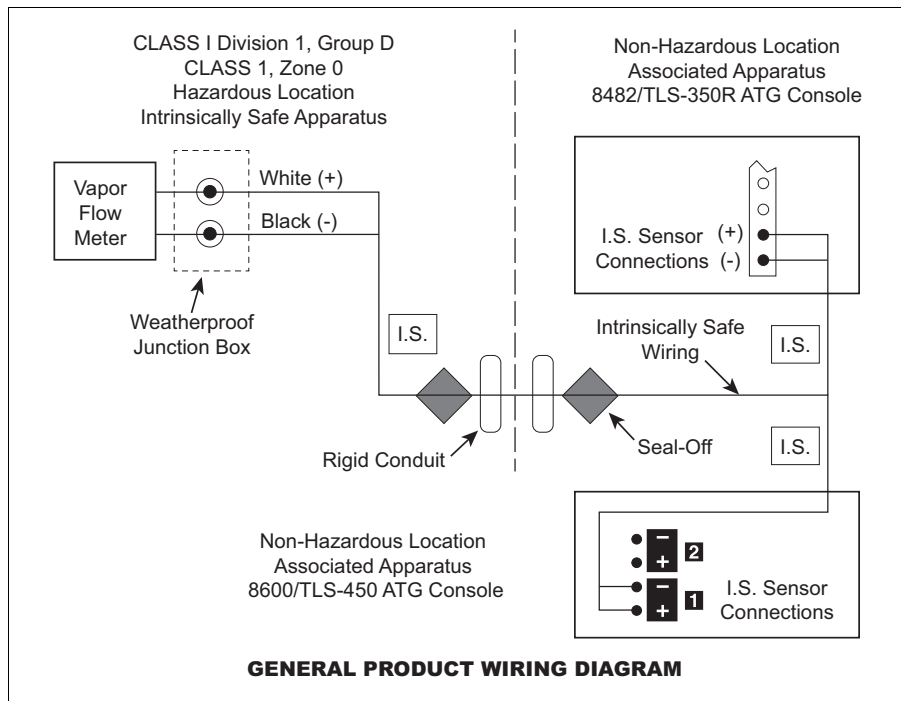 CLASS I Division 1, Group D
CLASS 1, Zone 0
Hazardous Location
Intrinsically Safe Apparatus
Non-Hazardous Location
Associated Apparatus
8482/TLS-350R ATG Console
Vapor
Flow
Meter
White (+)
Black (-)
Weatherproof
Junction Box
I.S. Sensor
Connections
(+)
(-)
I.S.
Intrinsically Safe
Wiring
I.S.
Rigid Conduit
Seal-Off
I.S.
Non-Hazardous Location
Associated Apparatus
8600/TLS-450 ATG Console
−
+
2
−
+
1
I.S. Sensor
Connections
GENERAL PRODUCT WIRING DIAGRAM